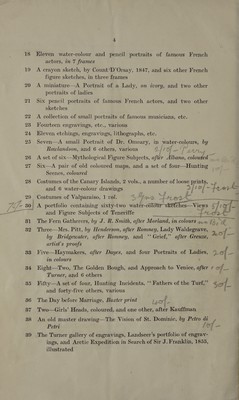 4
18 Eleven water-colour and pencil portraits of famous French
actors, in 7 frames
19 A crayon sketch, by Count D'Orsay, 1847, and six other French
figure sketches, in three frames
20 A miniature—A Portrait of a Lady, on ivory, and two other
portraits of ladies
21 Six pencil portraits of famous French actors, and two other
sketches
22 A collection of small portraits of famous musicians, etc.
23 Fourteen engravings, etc., various
24 Eleven etchings, engravings, lithographs, etc.
25 Seven—A small Portrait of Dr. Orouary, in water-colours, by
Rowlandson, and 6 others, various
26 A set of six—Mythological Figure Subjects, after Albano, coloured
27 Six—A pair of old coloured maps, and a set of four—Hunting
Scenes, coloured
28 Costumes of the Canary Islands, 2 vols., a number of loose prints,
and 9 water-colour drawings
29 Costumes of Valparaiso, 1 vol.
30 A portfolio containing sixty-two water-colour sketches—Views
and Figure Subjects of Teneriffe
31 The Fern Gatherers, by J. R. Smith, after Morland, in colours
32 Three—Mrs. Pitt, by Henderson, after Romney, Lady Waldegrave,
by Bridgwater, after Romney, and "Grief," after Greuze,
artist's proofs
33 Five—Haymakers, after Dayes, and four Portraits of Ladies,
in colours
34 Eight—Two, The Golden Bough, and Approach to Venice, after
Turner, and 6 others
35 Fifty—A set of four, Hunting Incidents, "Fathers of the Turf,"
and forty-five others, various
36 The Day before Marriage, Baxter print
37 Two—Girls' Heads, coloured, and one other, after Kauffman
38 An old master drawing—The Vision of St. Dominic, by Petro di
Petri
39 The Turner gallery of engravings, Landseer's portfolio of engrav-
ings, and Arctic Expedition in Search of Sir J. Franklin, 1855,
illustrated